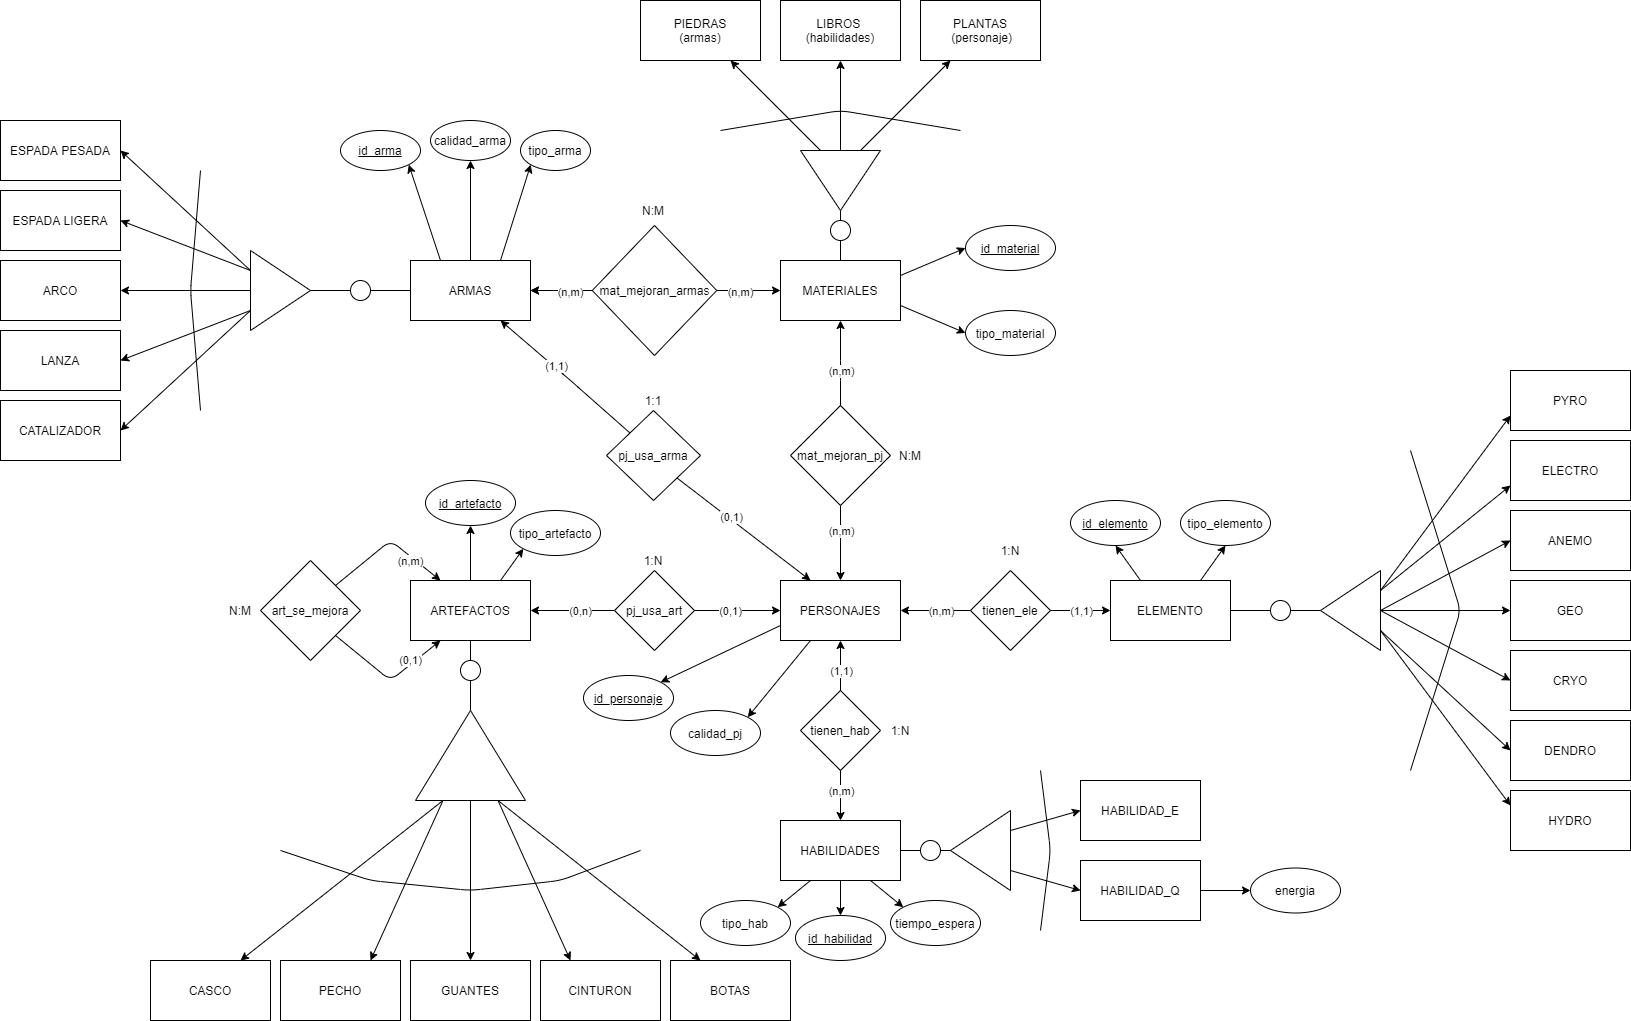 PIEDRAS
(armas)
LIBROS
(habilidades)
PLANTAS
(personaje)
ESPADA PESADA
ESPADA LIGERA
ARCO
LANZA
CATALIZADOR
id_arma
calidad_arma
tipo_arma
ARMAS
N:M
(n,m)
mat_mejoran_armas
(n,m)
MATERIALES
id_material
tipo_material
(1,1)
1:1
pj_usa_arma
(0,1)
(n,m)
mat_mejoran_pj
N:M
(n,m)
id_artefacto
tipo_artefacto
(n,m)
N:M
art_se_mejora
(0,1)
ARTEFACTOS
1:N
(0,n)
pj_usa_art
(0,1)
PERSONAJES
id_personaje
calidad_pj
1:N
(n,m)
tienen_ele
(1,1)
id_elemento
tipo_elemento
ELEMENTO
PYRO
ELECTRO
ANEMO
GEO
CRYO
DENDRO
HYDRO
(1,1)
tienen_hab
1:N
(n,m)
HABILIDADES
tipo_hab
id_habilidad
tiempo_espera
HABILIDAD_E
HABILIDAD_Q
energia
CASCO
PECHO
GUANTES
CINTURON
BOTAS